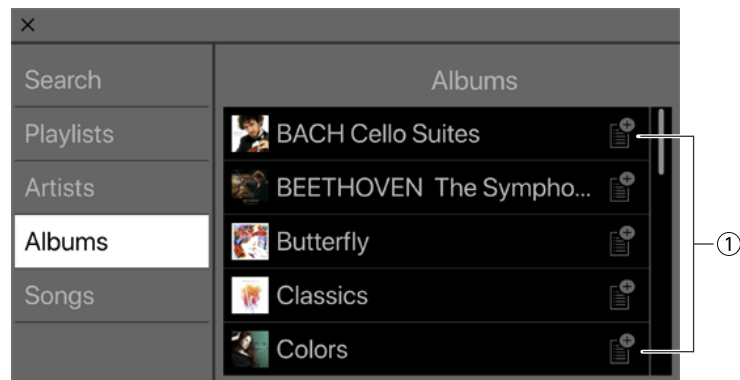 ×
Search
Playlists
Artists
Albums
Songs
Albums
BACH Cello Suites
BEETHOVEN The Sympho...
Butterfly
Classics
Colors
①